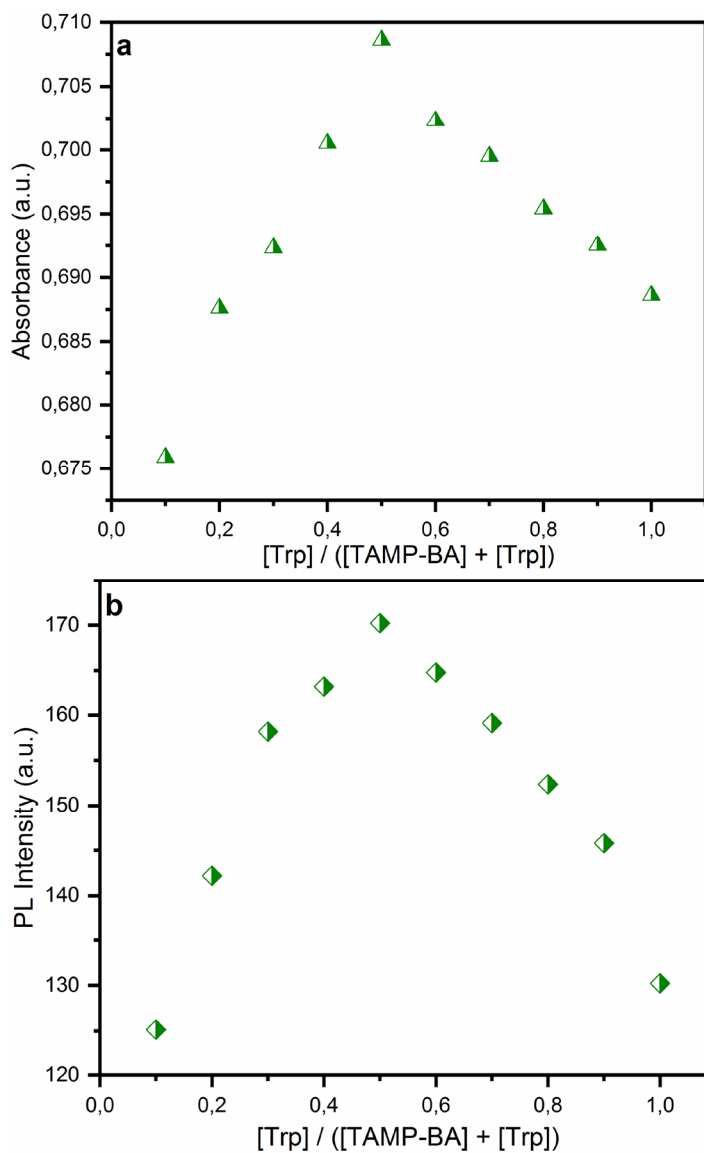 a
0,710
0,705
0,700
0,695
0,690
0,685
0,680
0,675
Absorbance (a.u.)
0,0 0,2 0,4 0,6 0,8 1,0
[Trp] / ([TAMP-BA] + [Trp])
b
170
160
150
140
130
120
PL Intensity (a.u.)
0,0 0,2 0,4 0,6 0,8 1,0
[Trp] / ([TAMP-BA] + [Trp])